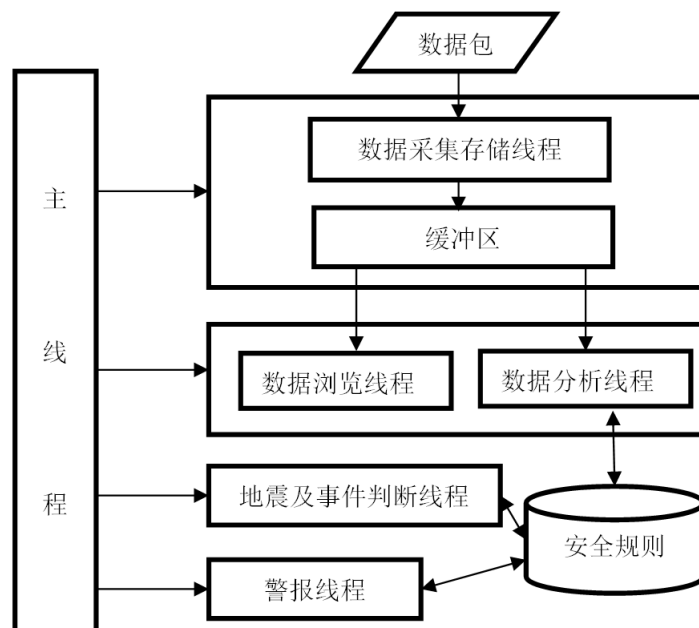 数据包
数据采集存储线程
缓冲区
主线程
数据浏览线程
数据分析线程
地震及事件判断线程
安全规则
警报线程